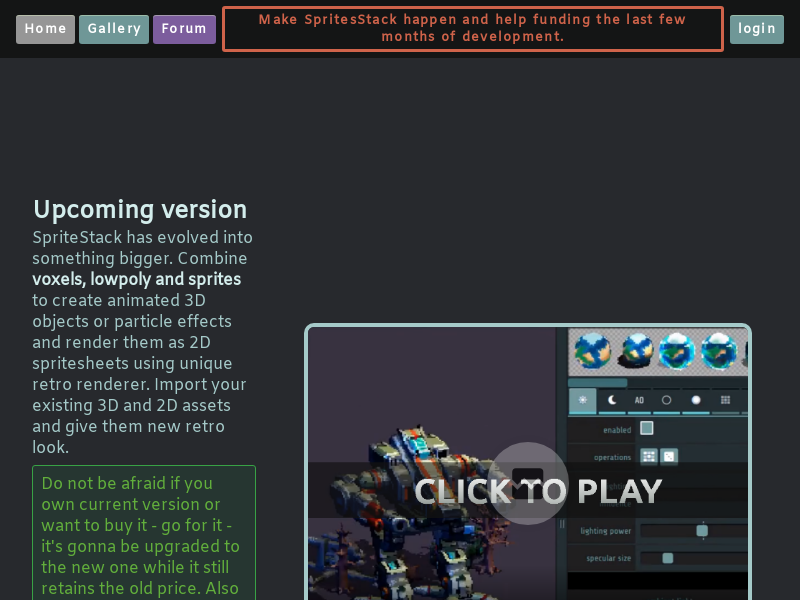 Home
Gallery
Forum
Make SpritesStack happen and help funding the last few
months of development.
login
Upcoming version
SpriteStack has evolved into
something bigger. Combine
voxels, lowpoly and sprites
to create animated 3D
objects or particle effects
and render them as 2D
spritesheets using unique
retro renderer. Import your
existing 3D and 2D assets
and give them new retro
look.
Do not be afraid if you
own current version or
want to buy it - go for it -
it's gonna be upgraded to
the new one while it still
retains the old price. Also
AO
enabled
operations
CLICK TO PLAY
lighting power
specular size